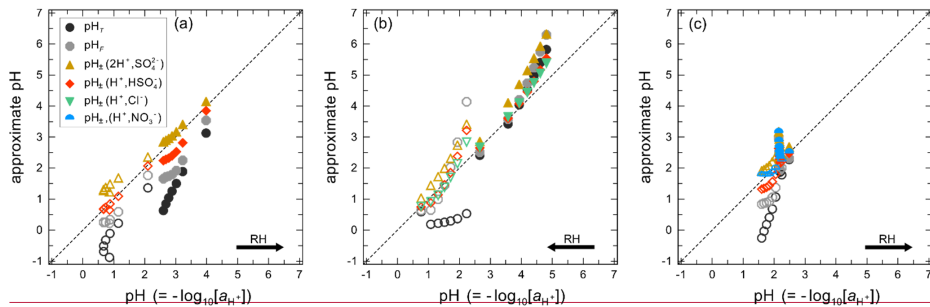 (a)
(b)
(c)
7
6
5
4
3
2
1
0
-1
approximate pH
pH_T
pH_F
pH±(2H⁺,SO₄²⁻)
pH±(H⁺,HSO₄⁻)
pH±(H⁺,Cl⁻)
pH±,(H⁺,NO₃⁻)
RH
-1 0 1 2 3 4 5 6 7
pH (= -log₁₀[a_H⁺])
7
6
5
4
3
2
1
0
-1
approximate pH
RH
-1 0 1 2 3 4 5 6 7
pH (= -log₁₀[a_H⁺])
7
6
5
4
3
2
1
0
-1
approximate pH
RH
-1 0 1 2 3 4 5 6 7
pH (= -log₁₀[a_H⁺])